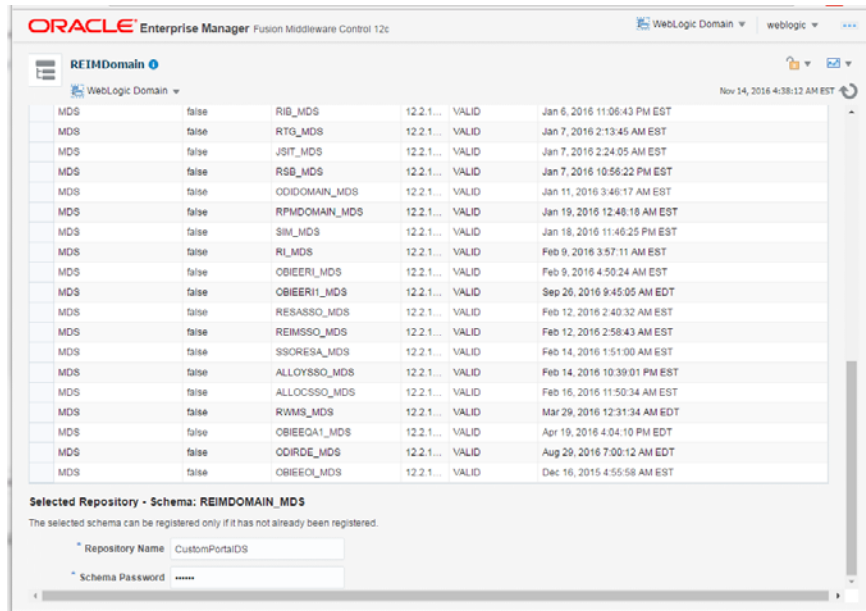 ORACLE Enterprise Manager Fusion Middleware Control 12c WebLogic Domain weblogic
REIMDomain
WebLogic Domain Nov 14, 2016 4:38:12 AM EST
MDS false RIB_MDS 12.2.1... VALID Jan 6, 2016 11:06:43 PM EST
MDS false RTG_MDS 12.2.1... VALID Jan 7, 2016 2:13:45 AM EST
MDS false JSIT_MDS 12.2.1... VALID Jan 7, 2016 2:24:05 AM EST
MDS false RSB_MDS 12.2.1... VALID Jan 7, 2016 10:56:22 PM EST
MDS false ODIDOMAIN_MDS 12.2.1... VALID Jan 11, 2016 3:46:17 AM EST
MDS false RPMDOMAIN_MDS 12.2.1... VALID Jan 19, 2016 12:48:18 AM EST
MDS false SIM_MDS 12.2.1... VALID Jan 18, 2016 11:46:25 PM EST
MDS false RI_MDS 12.2.1... VALID Feb 9, 2016 3:57:11 AM EST
MDS false OBIEERI_MDS 12.2.1... VALID Feb 9, 2016 4:50:24 AM EST
MDS false OBIEERI1_MDS 12.2.1... VALID Sep 26, 2016 9:45:05 AM EDT
MDS false RESASSO_MDS 12.2.1... VALID Feb 12, 2016 2:40:32 AM EST
MDS false REIMSSO_MDS 12.2.1... VALID Feb 12, 2016 2:58:43 AM EST
MDS false SSORESA_MDS 12.2.1... VALID Feb 14, 2016 1:51:00 AM EST
MDS false ALLOYSSO_MDS 12.2.1... VALID Feb 14, 2016 10:39:01 PM EST
MDS false ALLOCSSO_MDS 12.2.1... VALID Feb 16, 2016 11:50:34 AM EST
MDS false RWMS_MDS 12.2.1... VALID Mar 29, 2016 12:31:34 AM EDT
MDS false OBIEEQA1_MDS 12.2.1... VALID Apr 19, 2016 4:04:10 PM EDT
MDS false ODIRDE_MDS 12.2.1... VALID Aug 29, 2016 7:00:12 AM EDT
MDS false OBIEEOI_MDS 12.2.1... VALID Dec 16, 2015 4:55:58 AM EST
Selected Repository - Schema: REIMDOMAIN_MDS
The selected schema can be registered only if it has not already been registered.
* Repository Name CustomPortalDS
* Schema Password ••••••